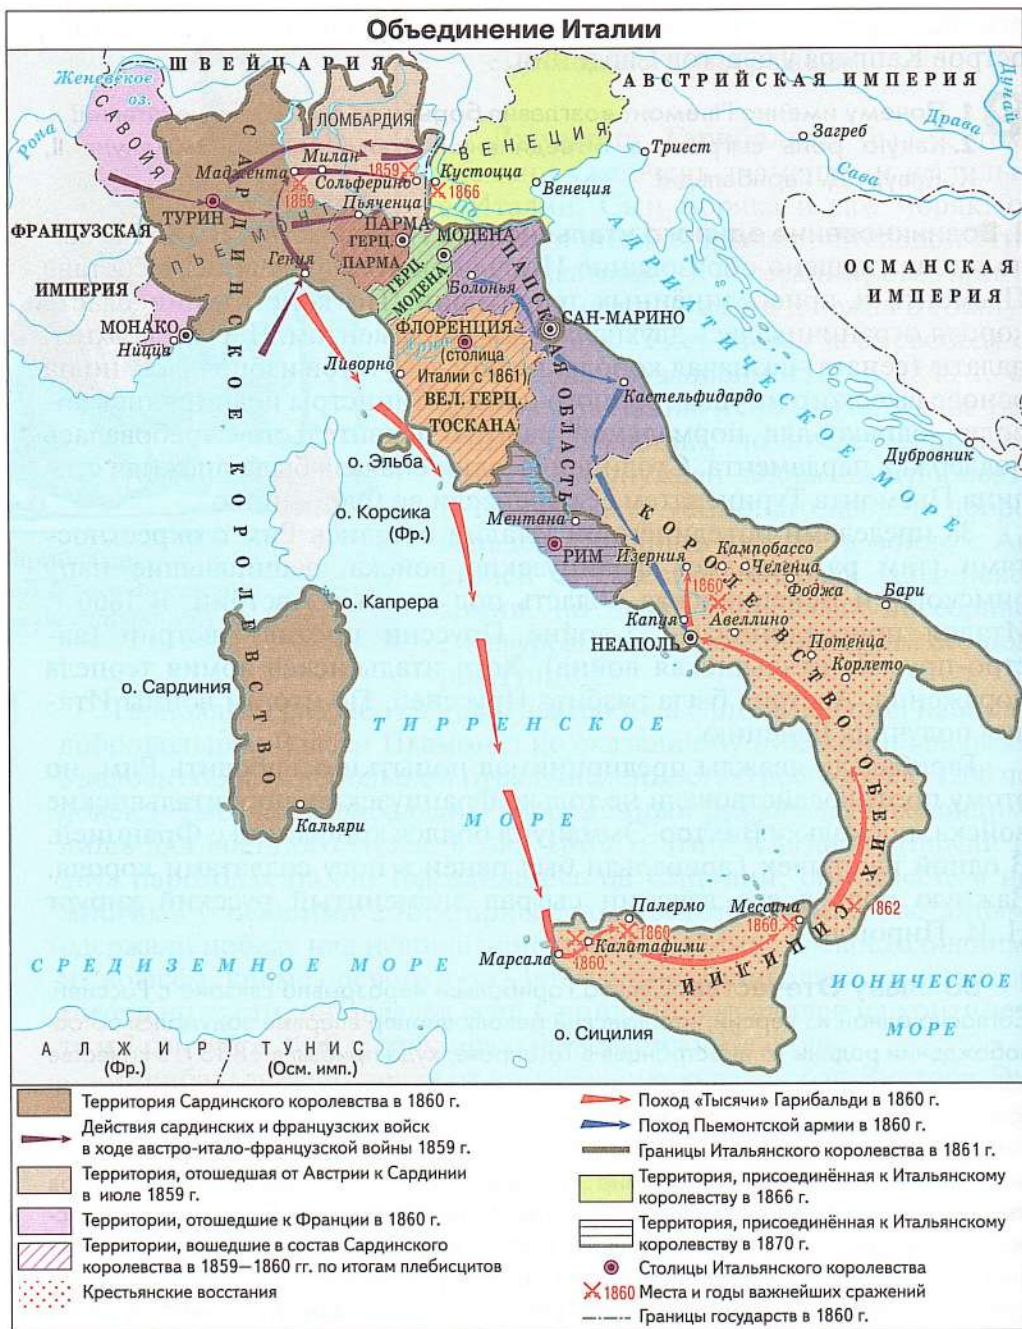 Объединение Италии
ШВЕЙЦАРИЯ
Женевское
оз.
АВСТРИЙСКАЯ ИМПЕРИЯ
Дунай
САВОЙЯ
Рона
ЛОМБАРДИЯ
ВЕНЕЦИЯ
Загреб
Драва
Милан
1859
Кустоцца
Триест
Сава
Маджента
Сольферино
1866
Венеция
1859
ТУРИН
Пьяченца
ПАРМА
МОДЕНА
ФРАНЦУЗСКАЯ
ИМПЕРИЯ
ПЬЕМОНТ
ГЕРЦ.
ПАРМА
ГЕРЦ.
МОДЕНА
Генуя
Болонья
ПАПСКАЯ ОБЛАСТЬ
АДРИАТИЧЕСКОЕ МОРЕ
ОСМАНСКАЯ
ИМПЕРИЯ
САРДИНСКОЕ КОРОЛЕВСТВО
МОНАКО
Ницца
ФЛОРЕНЦИЯ
САН-МАРИНО
Арно
(столица
Италии с 1861)
Ливорно
ВЕЛ. ГЕРЦ.
ТОСКАНА
Кастельфидардо
о. Эльба
Дубровник
о. Корсика
(Фр.)
Ментана
РИМ
КОРОЛЕВСТВО ОБЕИХ СИЦИЛИЙ
Изерния
Кампобассо
Челенца
Фоджа
Бари
1860
о. Капрера
Капуя
Авеллино
НЕАПОЛЬ
Потенца
Корлето
о. Сардиния
ТИРРЕНСКОЕ
МОРЕ
Кальяри
Палермо
Мессина
1862
1860
1860
Калатафими
Марсала
1860
СРЕДИЗЕМНОЕ МОРЕ
ИОНИЧЕСКОЕ
МОРЕ
о. Сицилия
АЛЖИР
(Фр.)
ТУНИС
(Осм. имп.)
Территория Сардинского королевства в 1860 г.
Действия сардинских и французских войск
в ходе австро-итало-французской войны 1859 г.
Территория, отошедшая от Австрии к Сардинии
в июле 1859 г.
Территории, отошедшие к Франции в 1860 г.
Территории, вошедшие в состав Сардинского
королевства в 1859—1860 гг. по итогам плебисцитов
Крестьянские восстания
Поход «Тысячи» Гарибальди в 1860 г.
Поход Пьемонтской армии в 1860 г.
Границы Итальянского королевства в 1861 г.
Территория, присоединённая к Итальянскому
королевству в 1866 г.
Территория, присоединённая к Итальянскому
королевству в 1870 г.
Столицы Итальянского королевства
1860 Места и годы важнейших сражений
Границы государств в 1860 г.